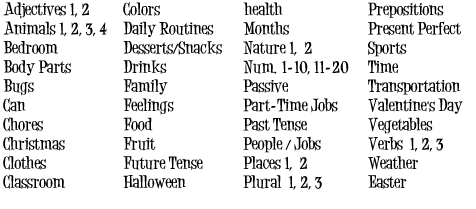 Adjectives 1, 2
Animals 1, 2, 3, 4
Bedroom
Body Parts
Bugs
Can
Chores
Christmas
Clothes
Classroom
Colors
Daily Routines
Desserts/Snacks
Drinks
Family
Feelings
Food
Fruit
Future Tense
Halloween
health
Months
Nature 1, 2
Num. 1-10, 11-20
Passive
Part-Time Jobs
Past Tense
People / Jobs
Places 1, 2
Plural 1, 2, 3
Prepositions
Present Perfect
Sports
Time
Transportation
Valentine's Day
Vegetables
Verbs 1, 2, 3
Weather
Easter